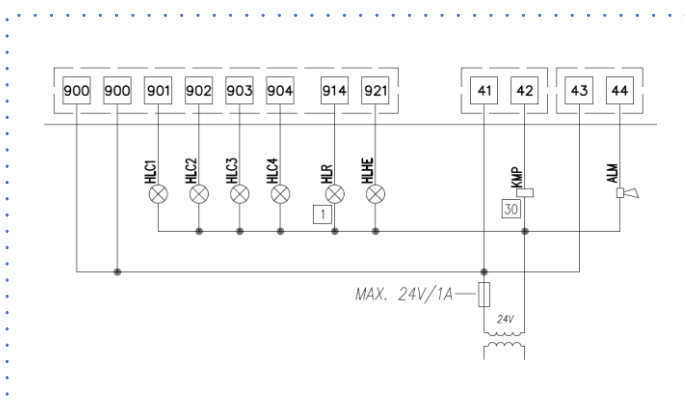 900 900 901 902 903 904 914 921 41 42 43 44
HLC1 HLC2 HLC3 HLC4 HLR HLHE KMP ALM
1 30
MAX. 24V/1A
24V